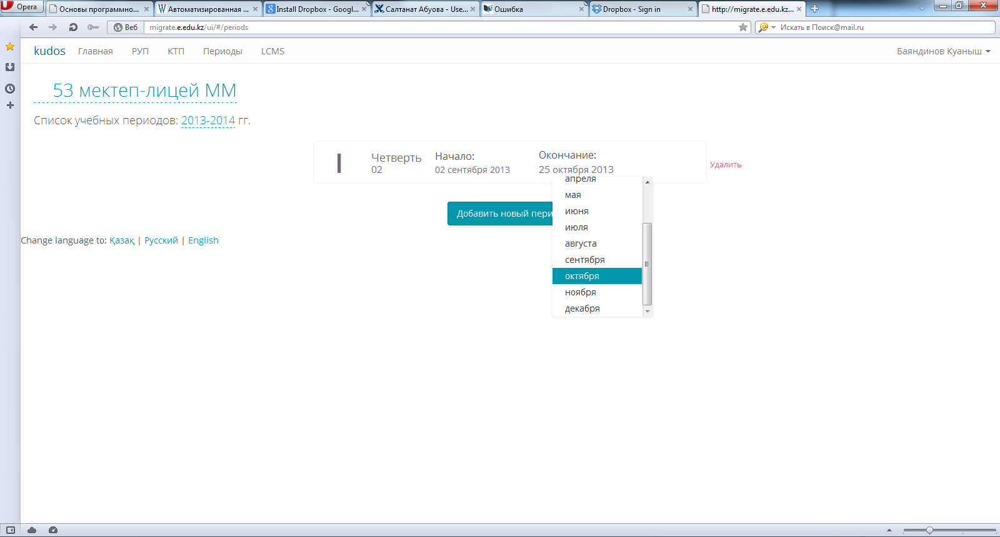 Opera
Основы программно...
Автоматизированная ...
Install Dropbox - Googl...
Салтанат Абуова - Use...
Ошибка
Dropbox - Sign in
http://migrate.e.edu.kz...
Веб
migrate.e.edu.kz/ui/#/periods
Искать в Поиск@mail.ru
kudos
Главная
РУП
КТП
Периоды
LCMS
Баяндинов Куаныш
53 мектеп-лицей ММ
Список учебных периодов: 2013-2014 гг.
I
Четверть
02
Начало:
02 сентября 2013
Окончание:
25 октября 2013
Удалить
апреля
мая
июня
июля
августа
сентября
октября
ноября
декабря
Добавить новый пери
Change language to: Қазақ | Русский | English